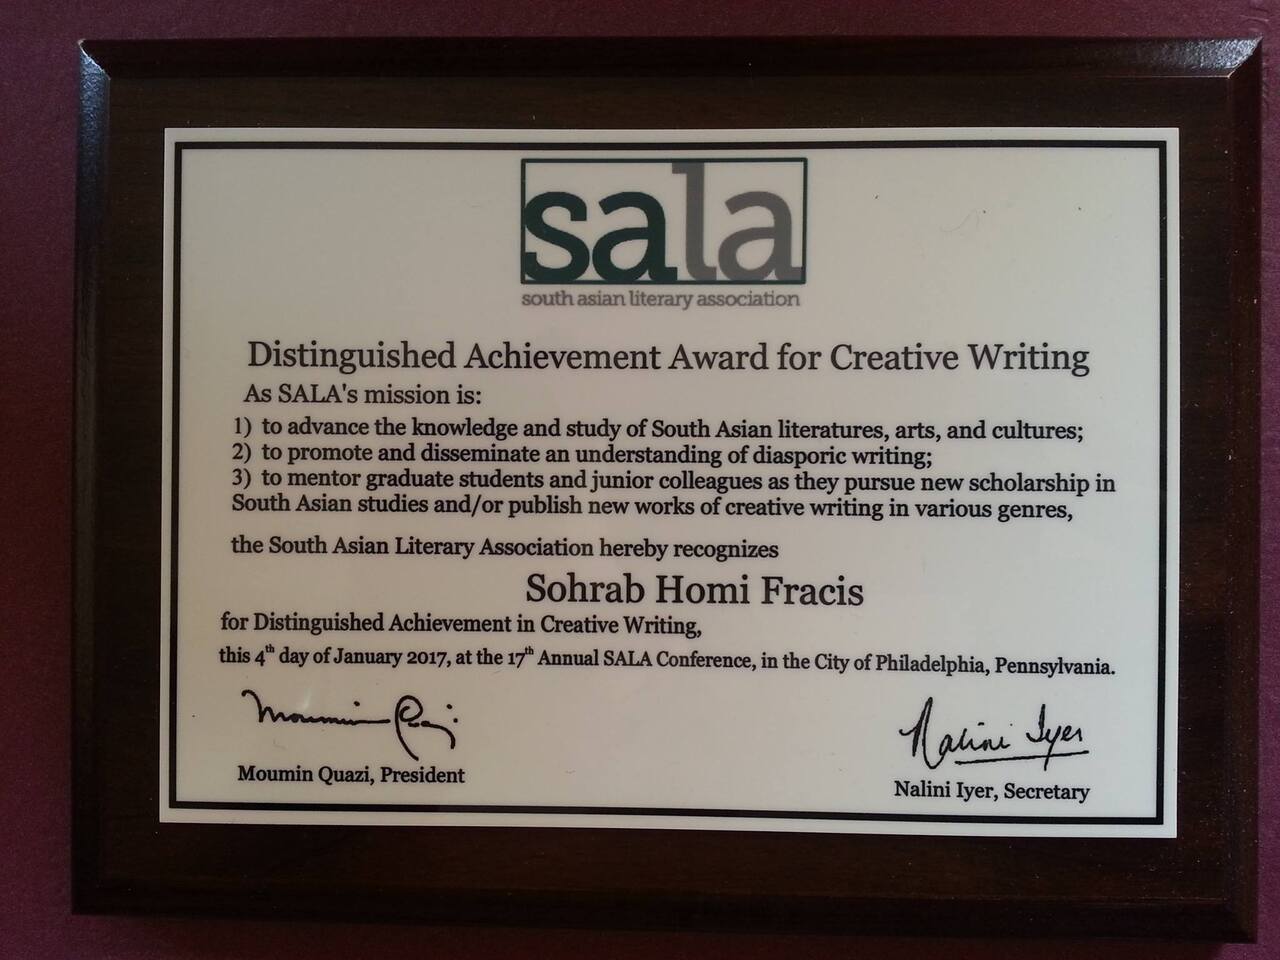 sala
south asian literary association
Distinguished Achievement Award for Creative Writing
As SALA's mission is:
1) to advance the knowledge and study of South Asian literatures, arts, and cultures;
2) to promote and disseminate an understanding of diasporic writing;
3) to mentor graduate students and junior colleagues as they pursue new scholarship in
South Asian studies and/or publish new works of creative writing in various genres,
the South Asian Literary Association hereby recognizes
Sohrab Homi Fracis
for Distinguished Achievement in Creative Writing,
this 4th day of January 2017, at the 17th Annual SALA Conference, in the City of Philadelphia, Pennsylvania.
Moumin Quazi
Nalini Iyer
Moumin Quazi, President
Nalini Iyer, Secretary